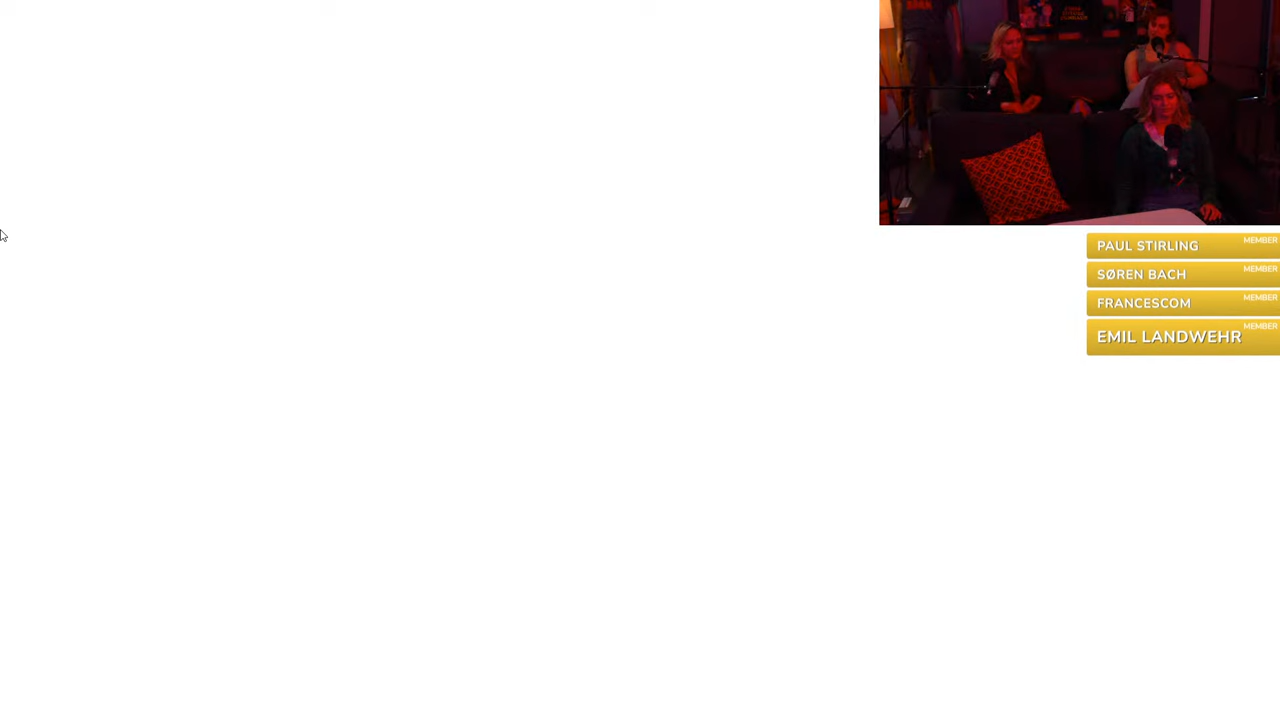 MEMBER
PAUL STIRLING
MEMBER
SØREN BACH
MEMBER
FRANCESCOM
MEMBER
EMIL LANDWEHR